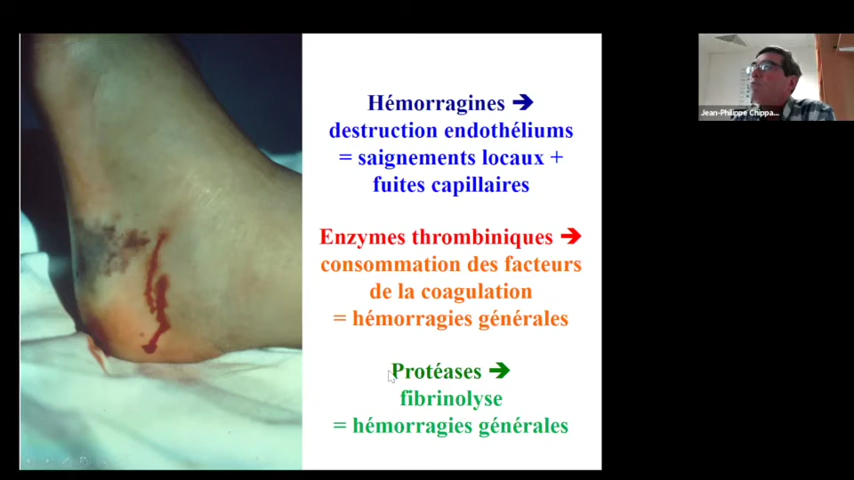 Hémorragines ➔
destruction endothéliums
= saignements locaux +
fuites capillaires
Enzymes thrombiniques ➔
consommation des facteurs
de la coagulation
= hémorragies générales
Protéases ➔
fibrinolyse
= hémorragies générales
Jean-Philippe Chippa...